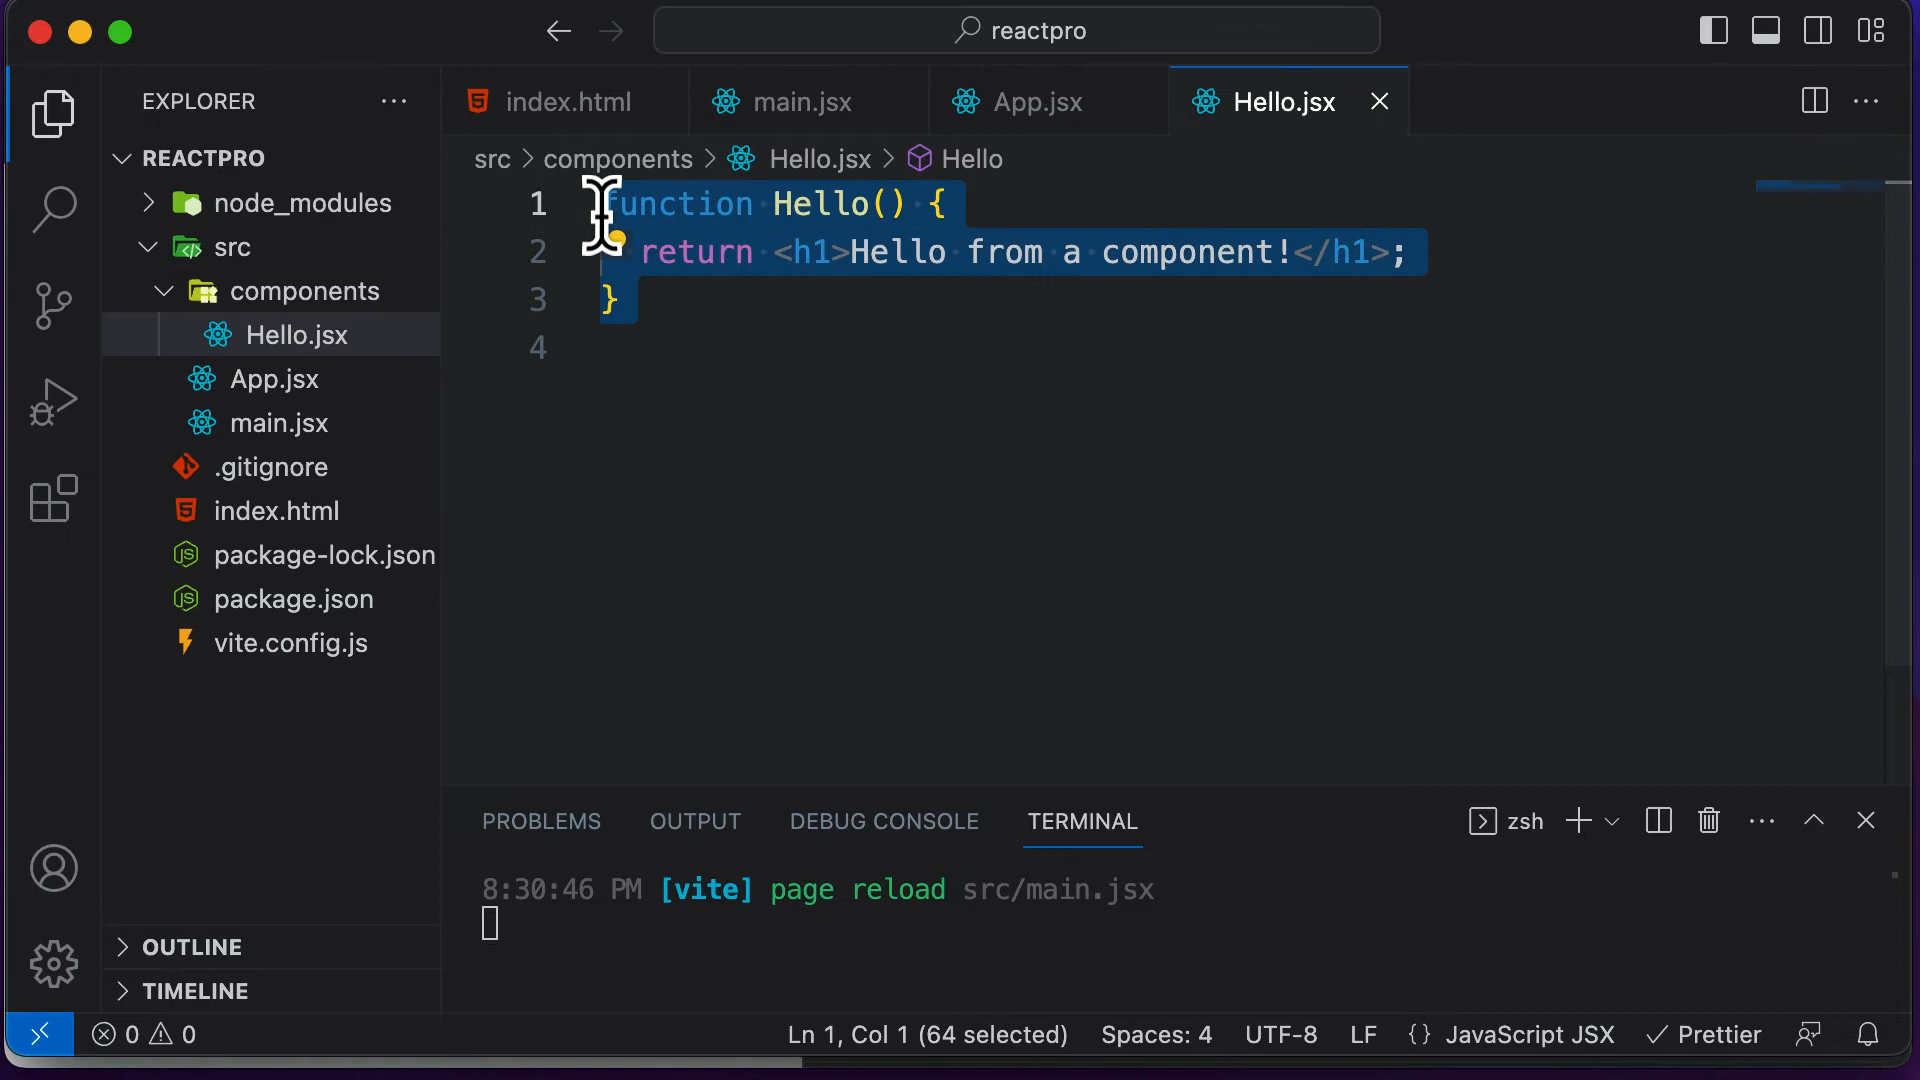 reactpro
EXPLORER
REACTPRO
node_modules
src
components
Hello.jsx
App.jsx
main.jsx
.gitignore
index.html
package-lock.json
package.json
vite.config.js
OUTLINE
TIMELINE
index.html
main.jsx
App.jsx
Hello.jsx
src > components > Hello.jsx > Hello
1 function Hello() {
2 return <h1>Hello from a component!</h1>;
3 }
4
PROBLEMS OUTPUT DEBUG CONSOLE TERMINAL zsh
8:30:46 PM [vite] page reload src/main.jsx
0 0 Ln 1, Col 1 (64 selected) Spaces: 4 UTF-8 LF {} JavaScript JSX Prettier